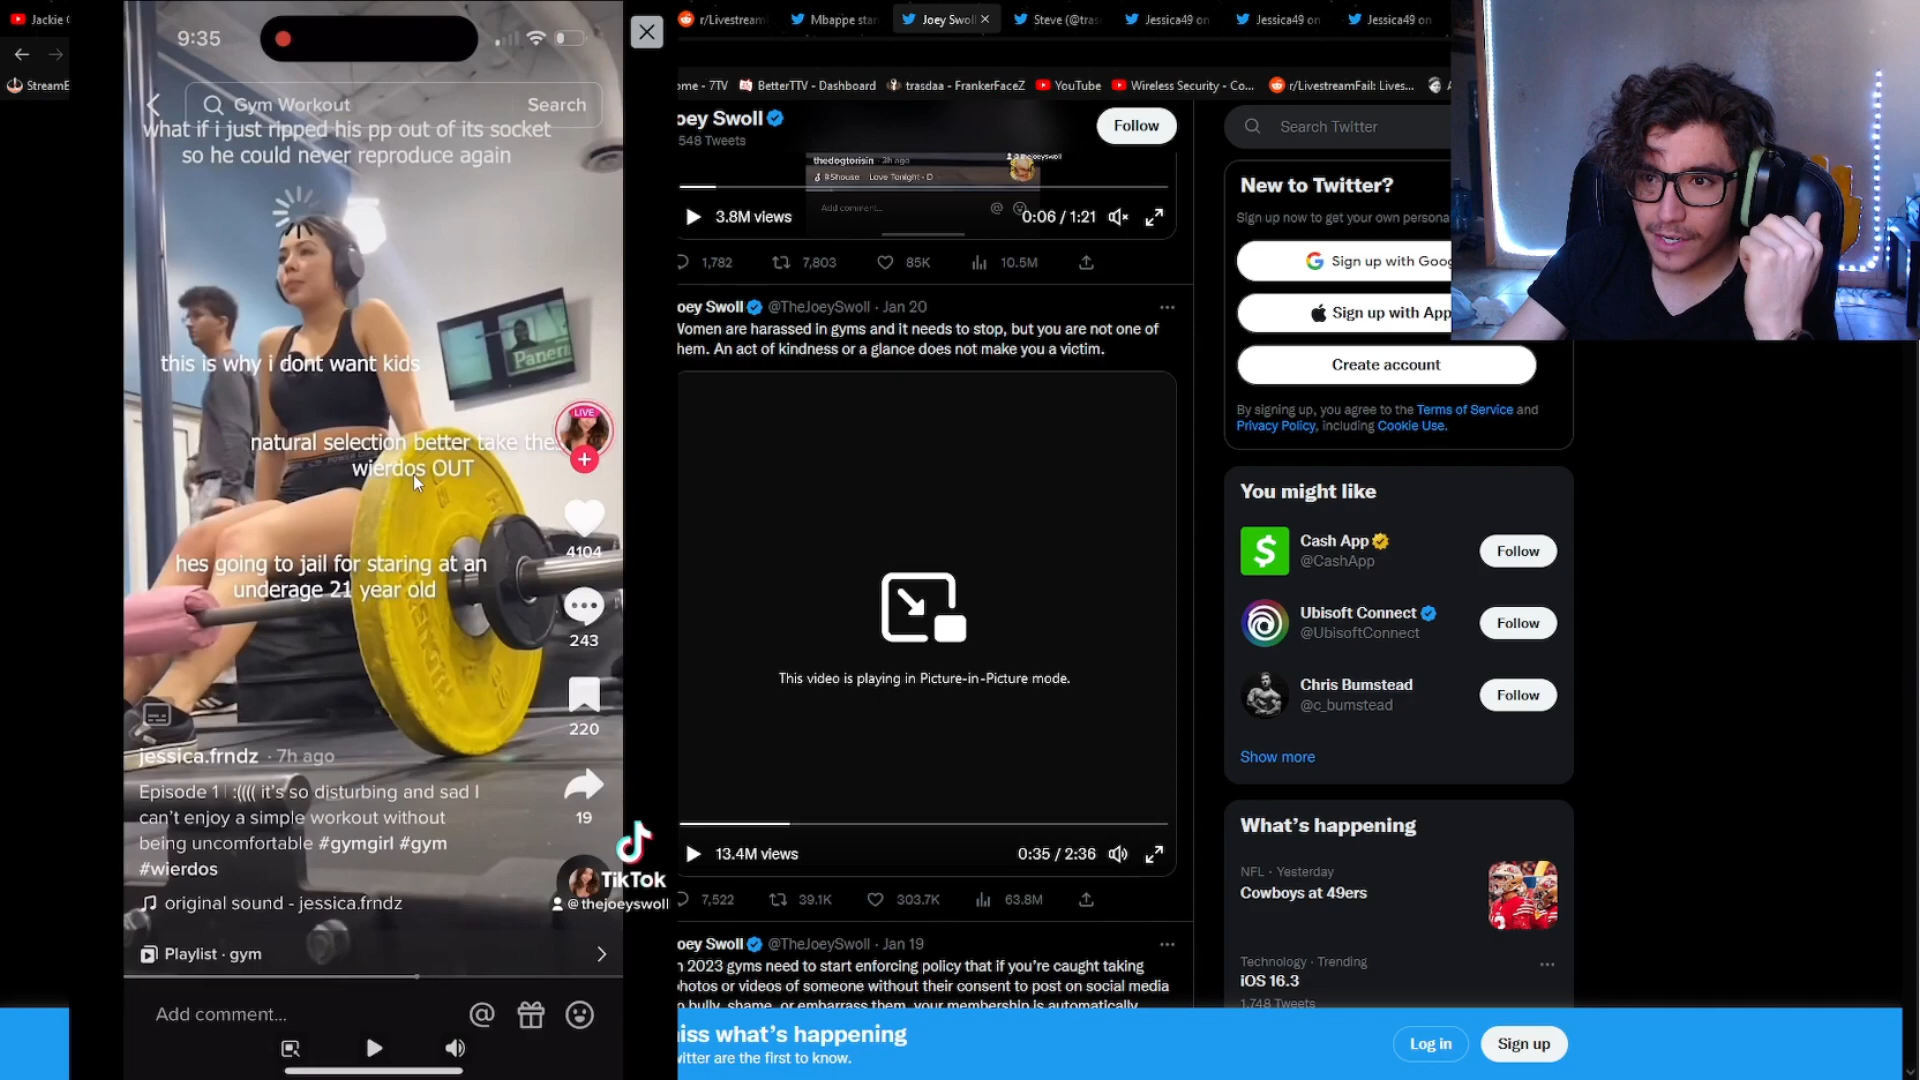 Jackie
r/Livestream
Mbappe star
Joey Swoll
Steve (@tras
Jessica49 on
Jessica49 on
Jessica49 on
StreamE
ome - 7TV
BetterTTV - Dashboard
trasdaa - FrankerFaceZ
YouTube
Wireless Security - Co...
r/LivestreamFail: Lives...
9:35
Gym Workout
Search
what if i just ripped his pp out of its socket
so he could never reproduce again
this is why i dont want kids
Panera
natural selection better take the
wierdos OUT
hes going to jail for staring at an
underage 21 year old
LIVE
4104
243
220
19
jessica.frndz · 7h ago
Episode 1 :(((( it's so disturbing and sad I
can't enjoy a simple workout without
being uncomfortable #gymgirl #gym
#wierdos
original sound - jessica.frndz
TikTok
@thejoeyswoll
Playlist · gym
Add comment...
oey Swoll
548 Tweets
Follow
thedogtorisin · 3h ago
#5house Love Tonight - D
Add comment...
3.8M views
0:06 / 1:21
1,782
7,803
85K
10.5M
oey Swoll @TheJoeySwoll · Jan 20
Women are harassed in gyms and it needs to stop, but you are not one of
hem. An act of kindness or a glance does not make you a victim.
This video is playing in Picture-in-Picture mode.
13.4M views
0:35 / 2:36
7,522
39.1K
303.7K
63.8M
oey Swoll @TheJoeySwoll · Jan 19
n 2023 gyms need to start enforcing policy that if you're caught taking
photos or videos of someone without their consent to post on social media
o bully, shame, or embarrass them, your membership is automatically
iss what's happening
witter are the first to know.
Log in
Sign up
Search Twitter
New to Twitter?
Sign up now to get your own persona
Sign up with Goog
Sign up with App
Create account
By signing up, you agree to the Terms of Service and
Privacy Policy, including Cookie Use.
You might like
Cash App
@CashApp
Follow
Ubisoft Connect
@UbisoftConnect
Follow
Chris Bumstead
@c_bumstead
Follow
Show more
What's happening
NFL · Yesterday
Cowboys at 49ers
Technology · Trending
iOS 16.3
1,748 Tweets